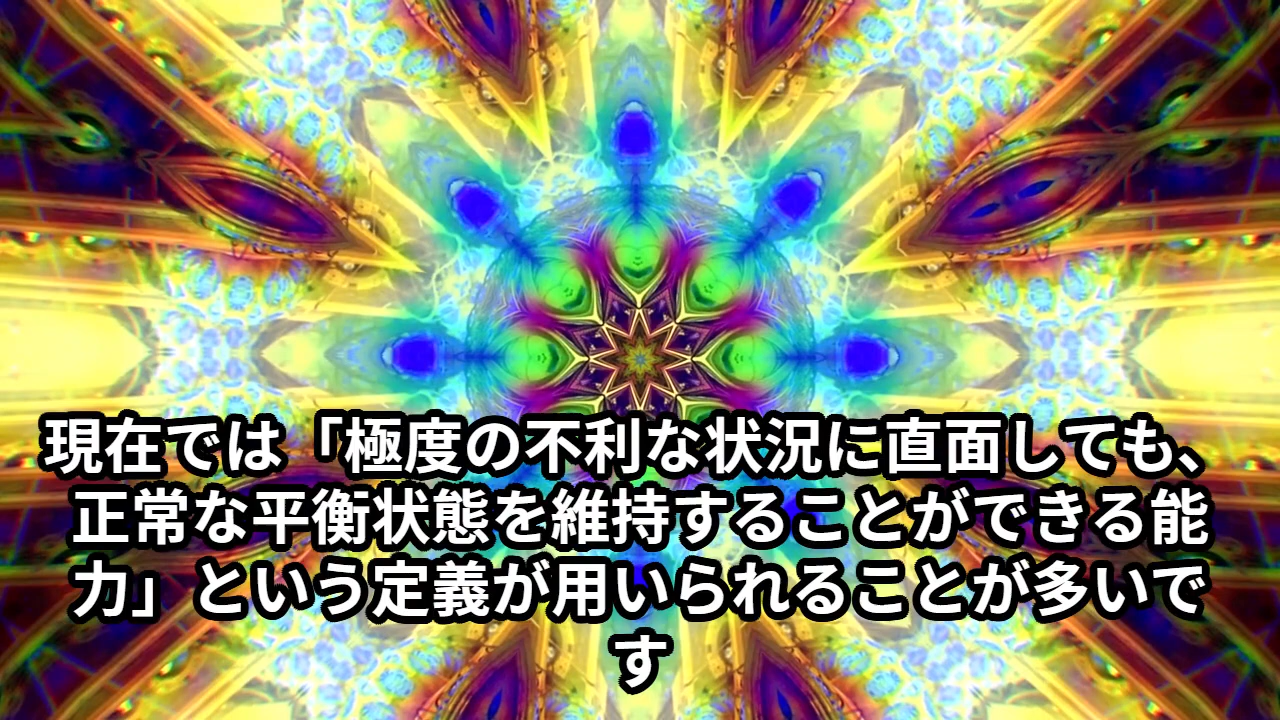 現在では「極度の不利な状況に直面しても、
正常な平衡状態を維持することができる能
力」という定義が用いられることが多いで
す